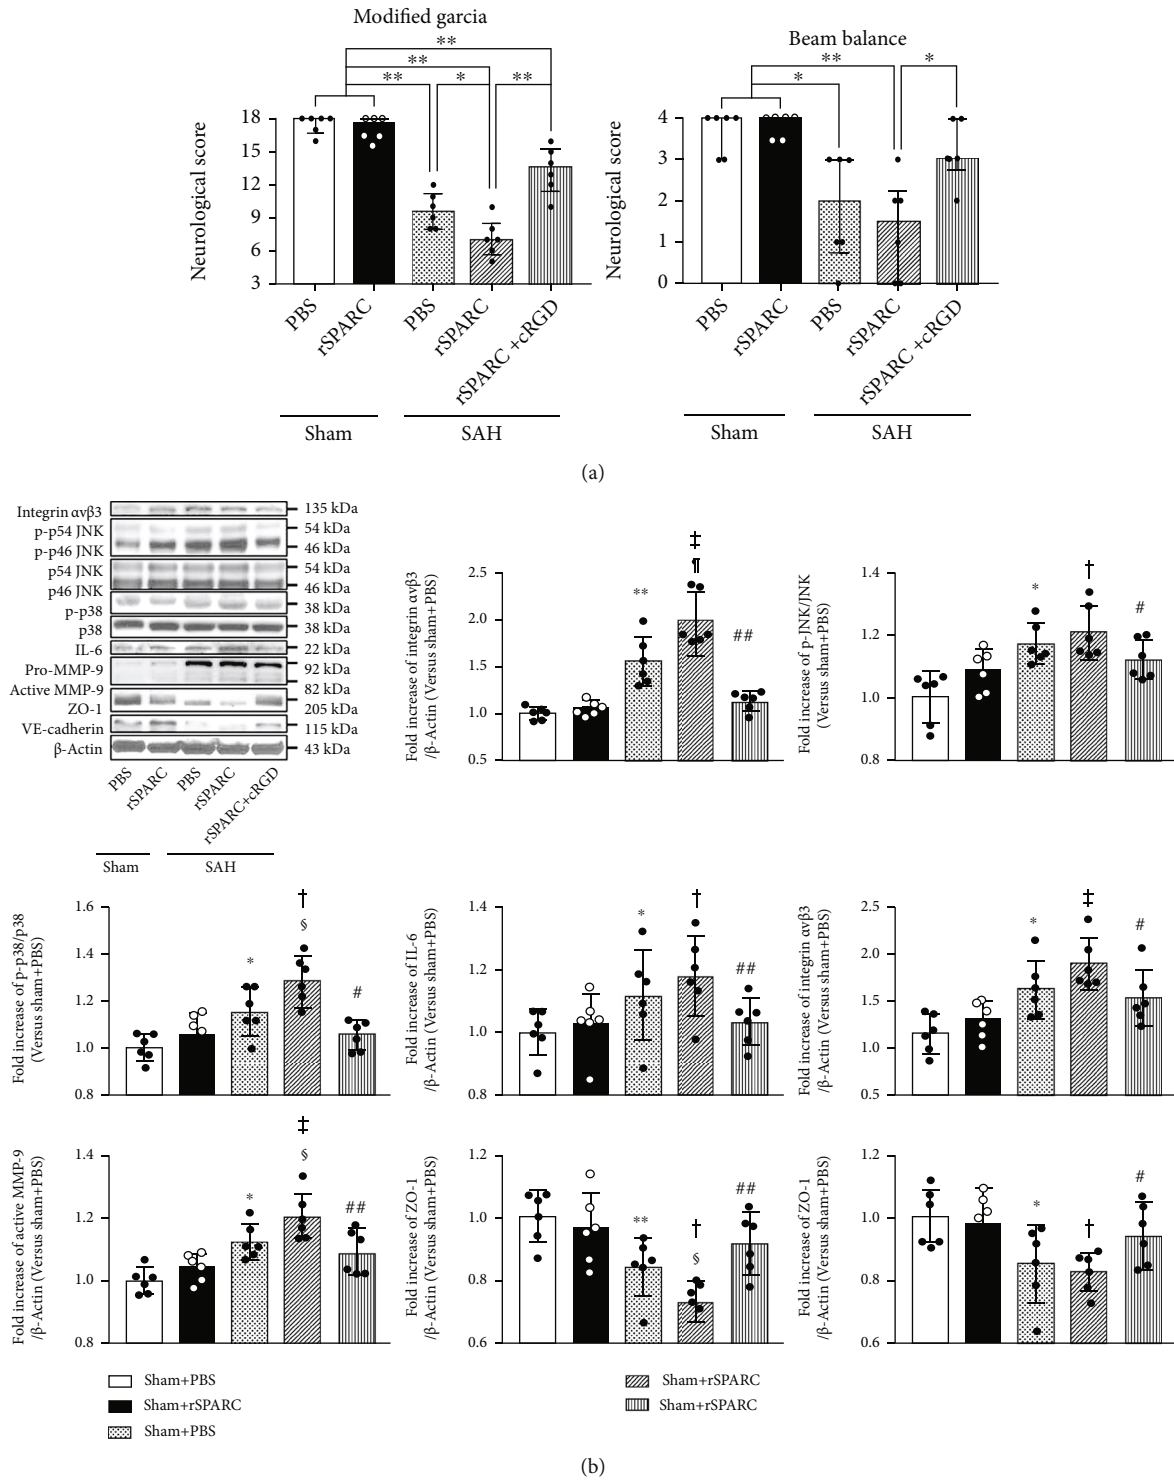 Modified garcia
**
**
**
*
**
Neurological score
18
15
12
9
6
3
PBS
rSPARC
PBS
rSPARC
rSPARC +cRGD
Sham
SAH
Beam balance
**
*
*
Neurological score
4
3
2
1
0
PBS
rSPARC
PBS
rSPARC
rSPARC +cRGD
Sham
SAH
(a)
Integrin αvβ3
135 kDa
p-p54 JNK
54 kDa
p-p46 JNK
46 kDa
p54 JNK
54 kDa
p46 JNK
46 kDa
p-p38
38 kDa
p38
38 kDa
IL-6
22 kDa
Pro-MMP-9
92 kDa
Active MMP-9
82 kDa
ZO-1
205 kDa
VE-cadherin
115 kDa
β-Actin
43 kDa
PBS
rSPARC
PBS
rSPARC
rSPARC+cRGD
Sham
SAH
Fold increase of integrin αvβ3
/β-Actin (Versus sham+PBS)
2.5
2.0
1.5
1.0
0.5
**
‡
¶
##
Fold increase of p-JNK/JNK
(Versus sham+PBS)
1.4
1.2
1.0
0.8
*
†
#
Fold increase of p-p38/p38
(Versus sham+PBS)
1.6
1.4
1.2
1.0
0.8
*
†
§
#
Fold increase of IL-6
/β-Actin (Versus sham+PBS)
1.4
1.2
1.0
0.8
*
†
##
Fold increase of integrin αvβ3
/β-Actin (Versus sham+PBS)
2.5
2.0
1.5
1.0
0.5
*
‡
#
Fold increase of active MMP-9
/β-Actin (Versus sham+PBS)
1.4
1.2
1.0
0.8
*
‡
§
##
Fold increase of ZO-1
/β-Actin (Versus sham+PBS)
1.2
1.0
0.8
0.6
**
†
§
##
Fold increase of ZO-1
/β-Actin (Versus sham+PBS)
1.2
1.0
0.8
0.6
*
†
#
Sham+PBS
Sham+rSPARC
Sham+PBS
Sham+rSPARC
Sham+rSPARC
(b)